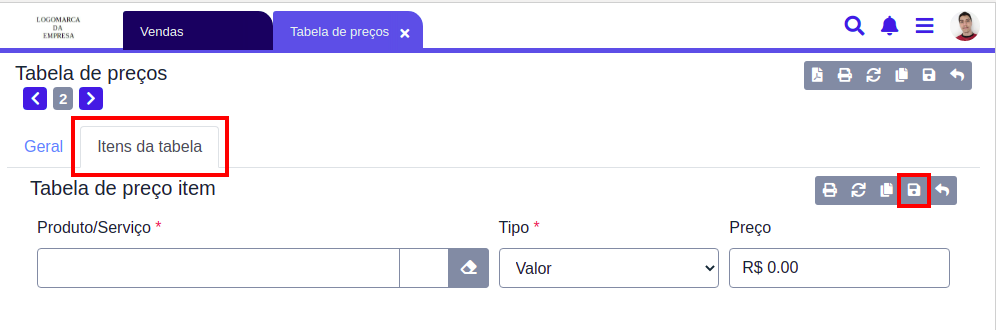 LOGOMARCA
DA
EMPRESA
Vendas
Tabela de preços
Tabela de preços
2
Geral
Itens da tabela
Tabela de preço item
Produto/Serviço *
Tipo *
Preço
Valor
R$ 0.00